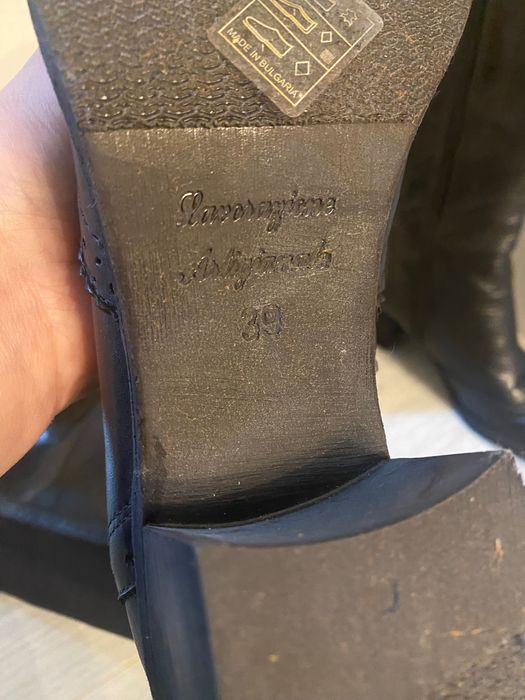 MADE IN BULGARIA
Lavorazione
Artigianale
39